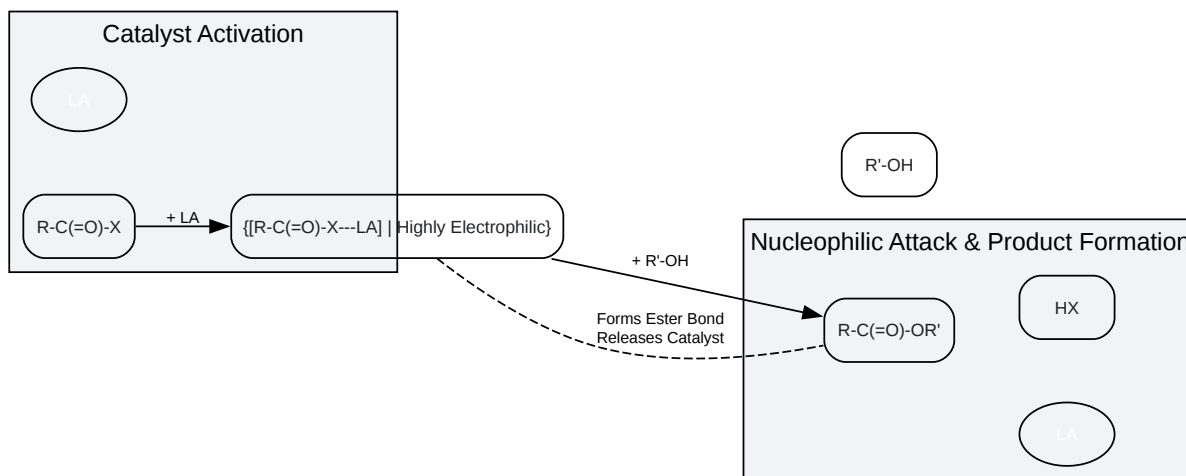 Catalyst Activation
LA
R-C(=O)-X
+ LA
{[R-C(=O)-X---LA] | Highly Electrophilic}
R'-OH
+ R'-OH
Forms Ester Bond
Releases Catalyst
Nucleophilic Attack & Product Formation
R-C(=O)-OR'
HX
LA